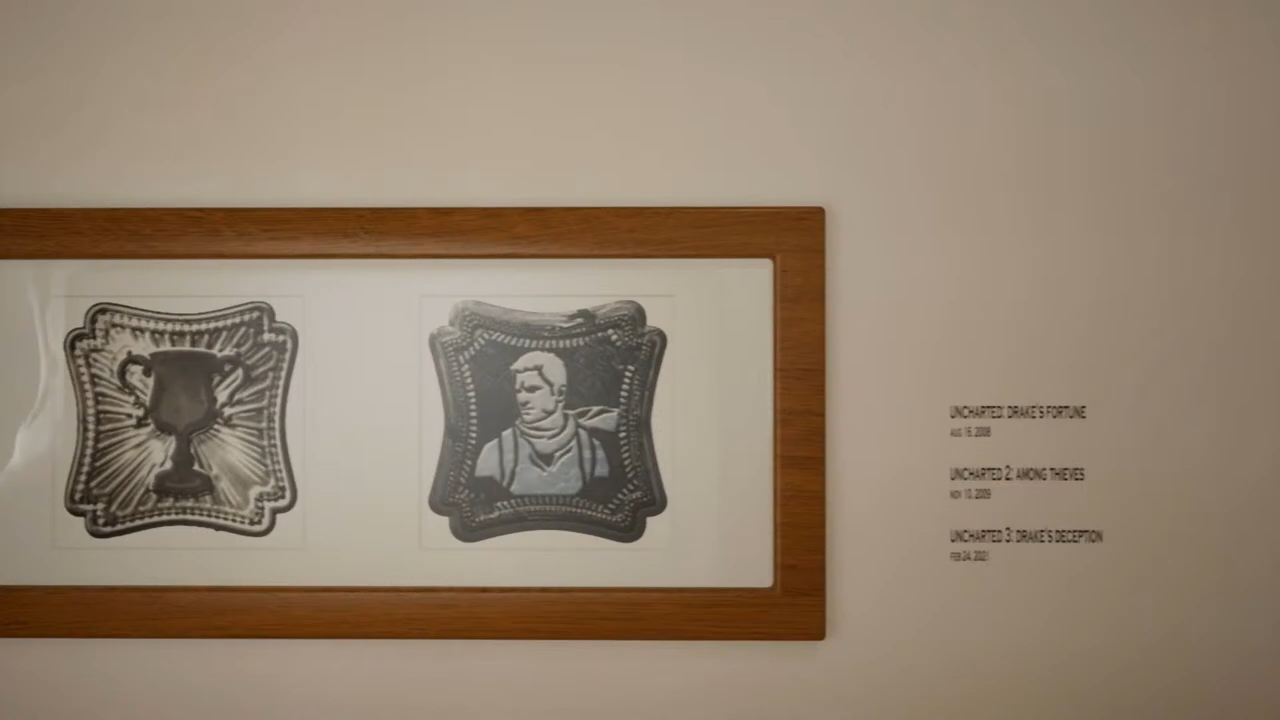 UNCHARTED: DRAKE'S FORTUNE
AUG 16, 2008
UNCHARTED 2: AMONG THIEVES
NOV 10, 2009
UNCHARTED 3: DRAKE'S DECEPTION
FEB 24, 2021